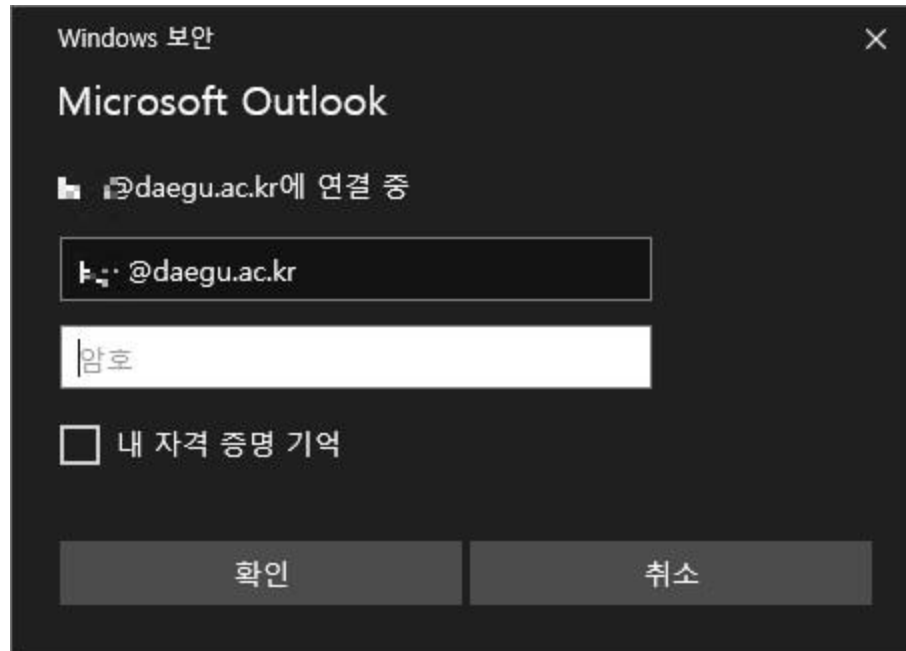 Windows 보안
Microsoft Outlook
@daegu.ac.kr에 연결 중
@daegu.ac.kr
암호
내 자격 증명 기억
확인
취소